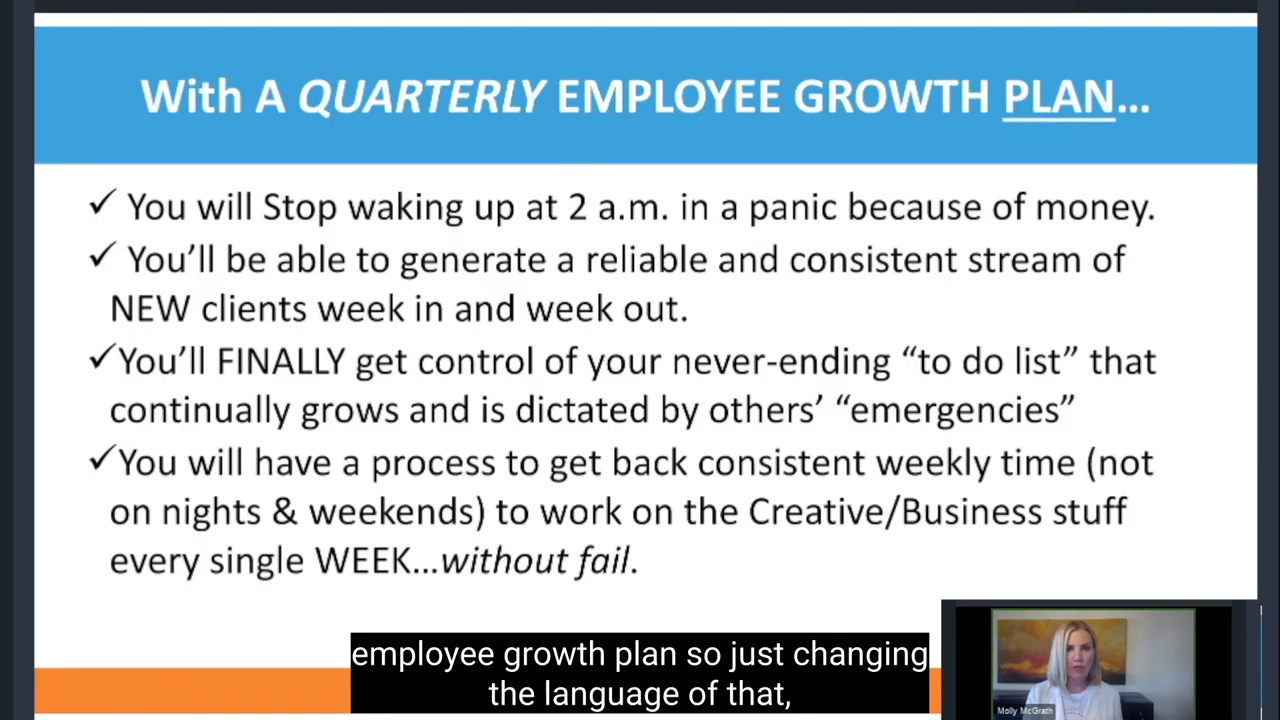 With A QUARTERLY EMPLOYEE GROWTH PLAN...
✓ You will Stop waking up at 2 a.m. in a panic because of money.
✓ You’ll be able to generate a reliable and consistent stream of
NEW clients week in and week out.
✓You’ll FINALLY get control of your never-ending “to do list” that
continually grows and is dictated by others’ “emergencies”
✓You will have a process to get back consistent weekly time (not
on nights & weekends) to work on the Creative/Business stuff
every single WEEK...without fail.
employee growth plan so just changing
the language of that,
Molly McGrath